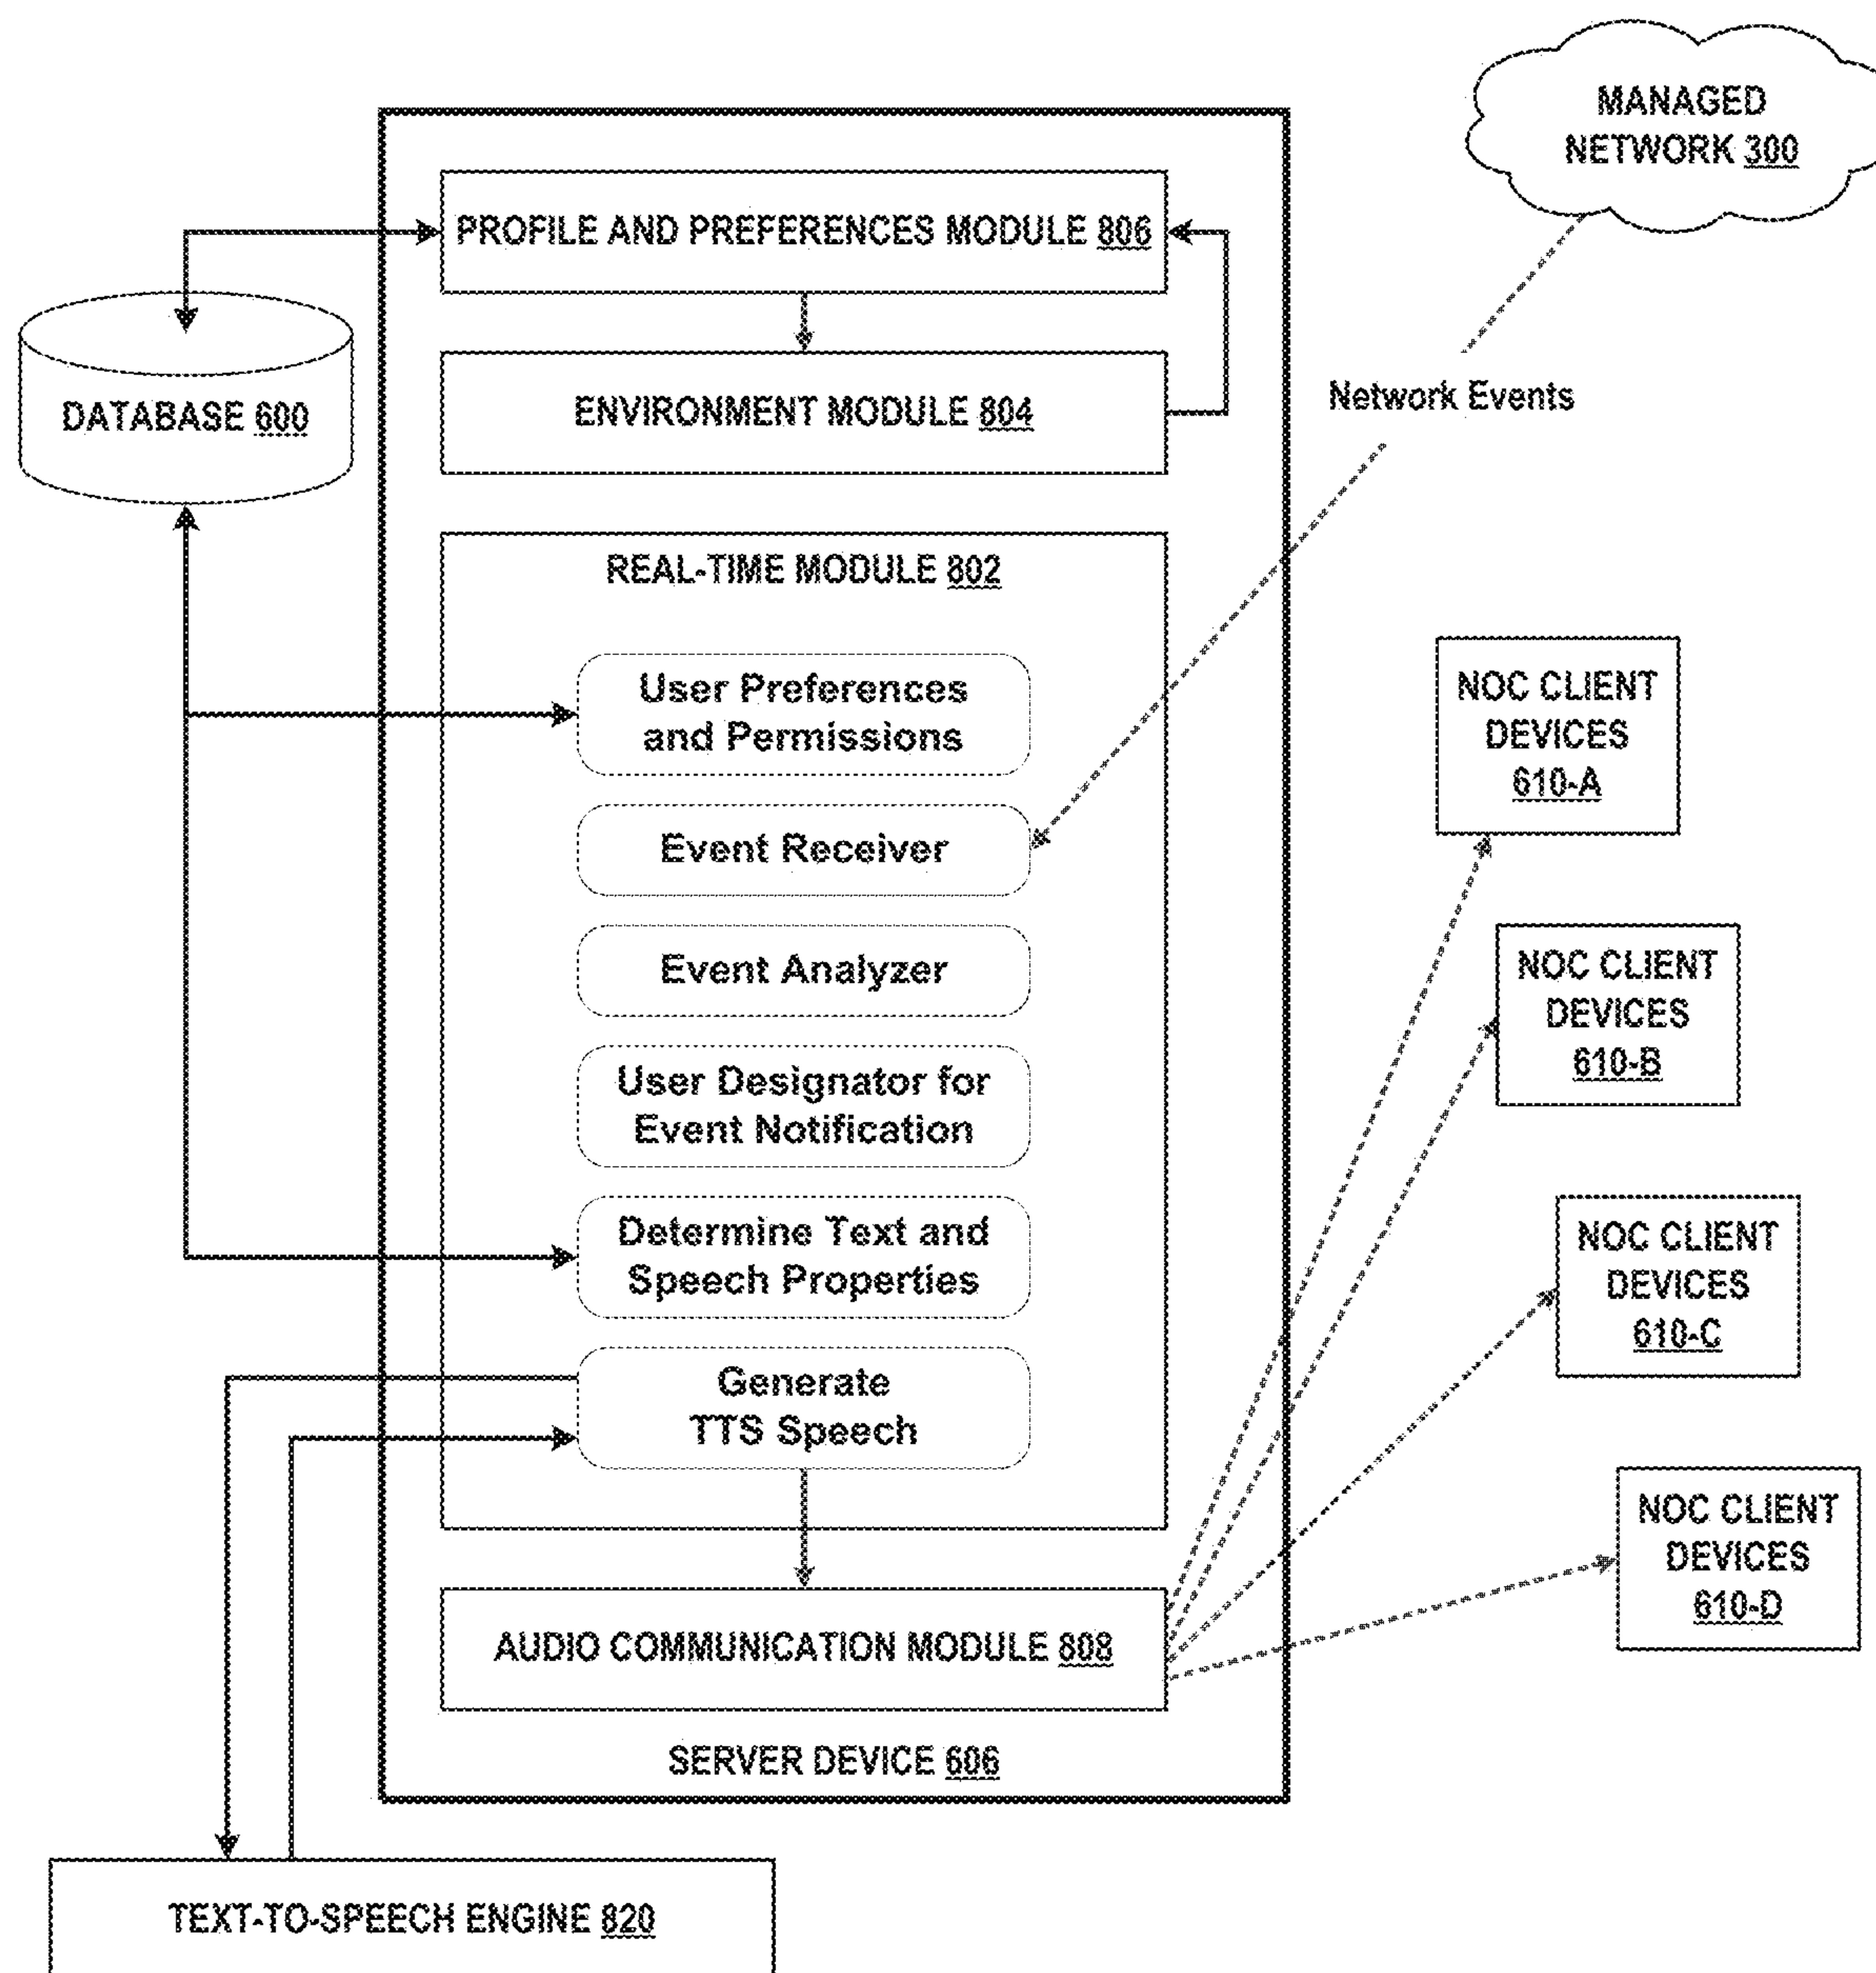 MANAGED
NETWORK 300
PROFILE AND PREFERENCES MODULE 806
DATABASE 600
ENVIRONMENT MODULE 804
Network Events
REAL-TIME MODULE 802
User Preferences
and Permissions
Event Receiver
Event Analyzer
User Designator for
Event Notification
Determine Text and
Speech Properties
Generate
TTS Speech
NOC CLIENT
DEVICES
610-A
NOC CLIENT
DEVICES
610-B
NOC CLIENT
DEVICES
610-C
NOC CLIENT
DEVICES
610-D
AUDIO COMMUNICATION MODULE 808
SERVER DEVICE 606
TEXT-TO-SPEECH ENGINE 820